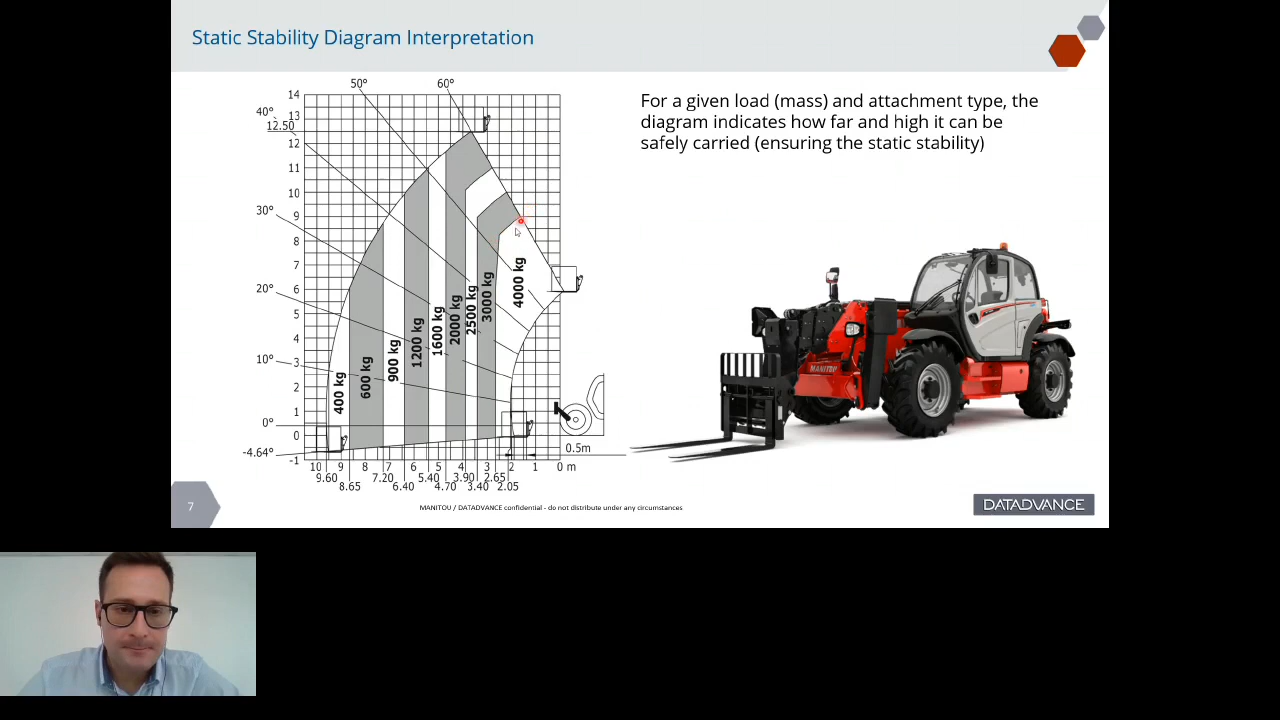 Static Stability Diagram Interpretation
50°
60°
14
40°
13
12.50
12
11
10
30°
9
8
7
20°
6
5
4
10°
3
2
1
0°
0
-4.64°
-1
400 kg
600 kg
900 kg
1200 kg
1600 kg
2000 kg
2500 kg
3000 kg
4000 kg
0.5m
10 9 8 7 6 5 4 3 2 1 0 m
9.60 7.20 5.40 3.90 2.65
8.65 6.40 4.70 3.40 2.05
For a given load (mass) and attachment type, the
diagram indicates how far and high it can be
safely carried (ensuring the static stability)
MANITOU
7
MANITOU / DATADVANCE confidential - do not distribute under any circumstances
DATADVANCE